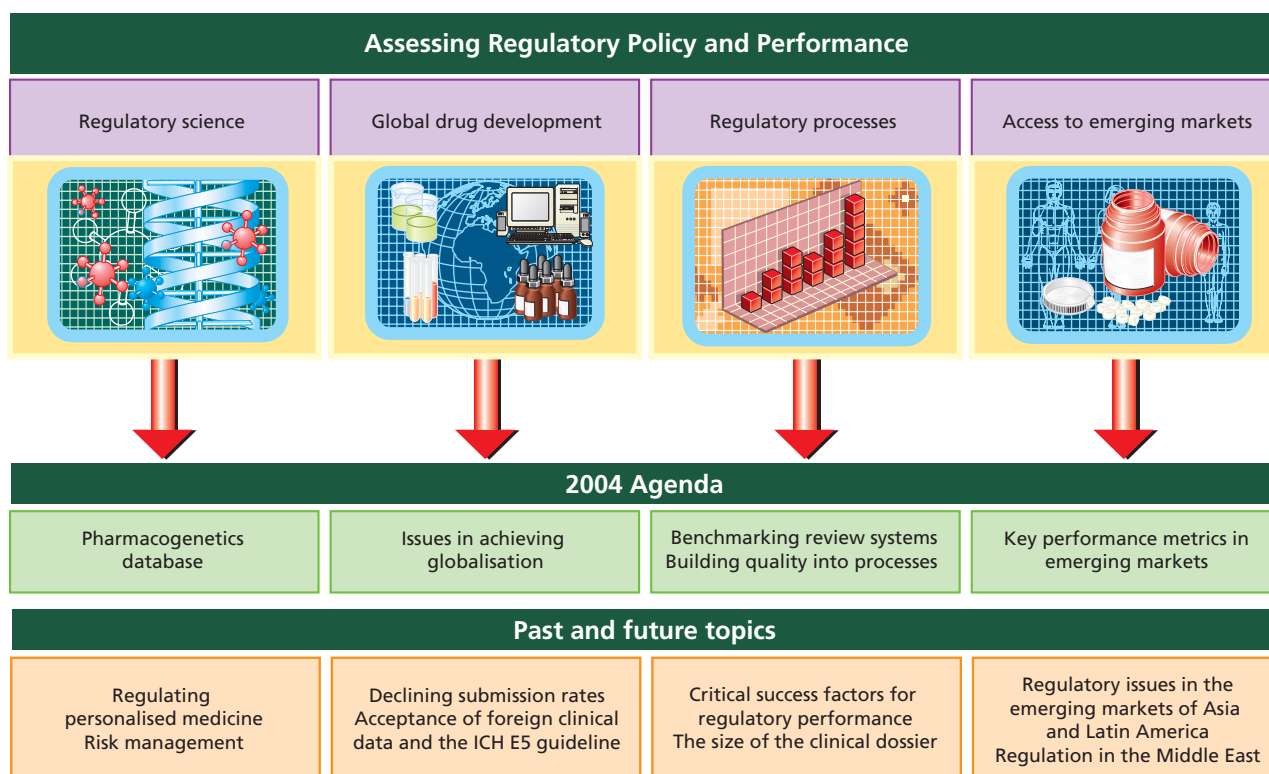 Assessing Regulatory Policy and Performance
Regulatory science
Global drug development
Regulatory processes
Access to emerging markets
2004 Agenda
Pharmacogenetics
database
Issues in achieving
globalisation
Benchmarking review systems
Building quality into processes
Key performance metrics in
emerging markets
Past and future topics
Regulating
personalised medicine
Risk management
Declining submission rates
Acceptance of foreign clinical
data and the ICH E5 guideline
Critical success factors for
regulatory performance
The size of the clinical dossier
Regulatory issues in the
emerging markets of Asia
and Latin America
Regulation in the Middle East